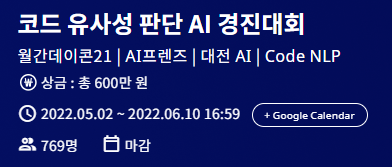 코드 유사성 판단 AI 경진대회
월간데이콘21 | AI프렌즈 | 대전 AI | Code NLP
₩ 상금 : 총 600만 원
2022.05.02 ~ 2022.06.10 16:59 + Google Calendar
769명 마감